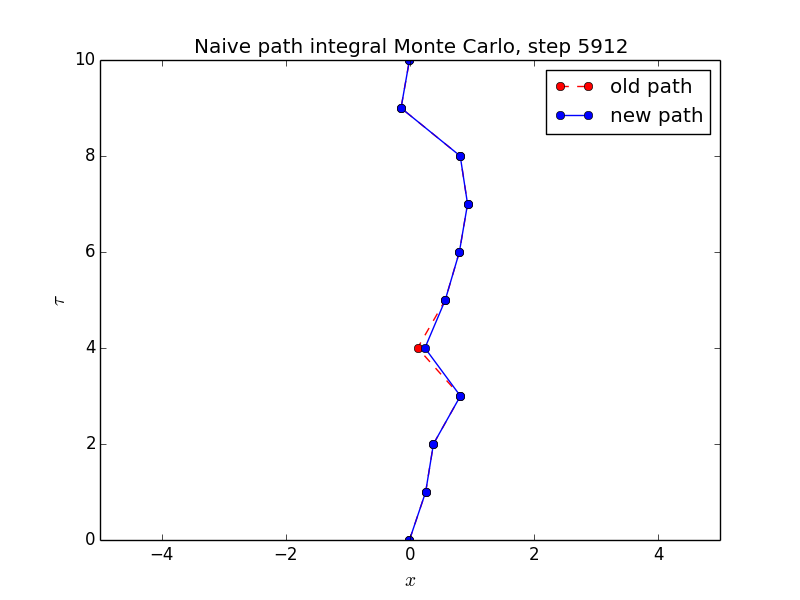 Naive path integral Monte Carlo, step 5912
old path
new path
10
8
6
4
2
0
τ
−4 −2 0 2 4
x